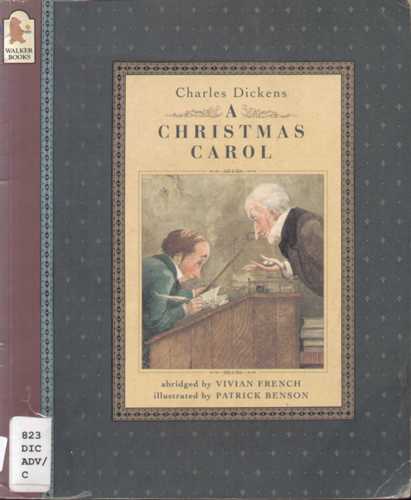 WALKER
BOOKS
Charles Dickens
A
CHRISTMAS
CAROL
abridged by VIVIAN FRENCH
illustrated by PATRICK BENSON
823
DIC
ADV/
C